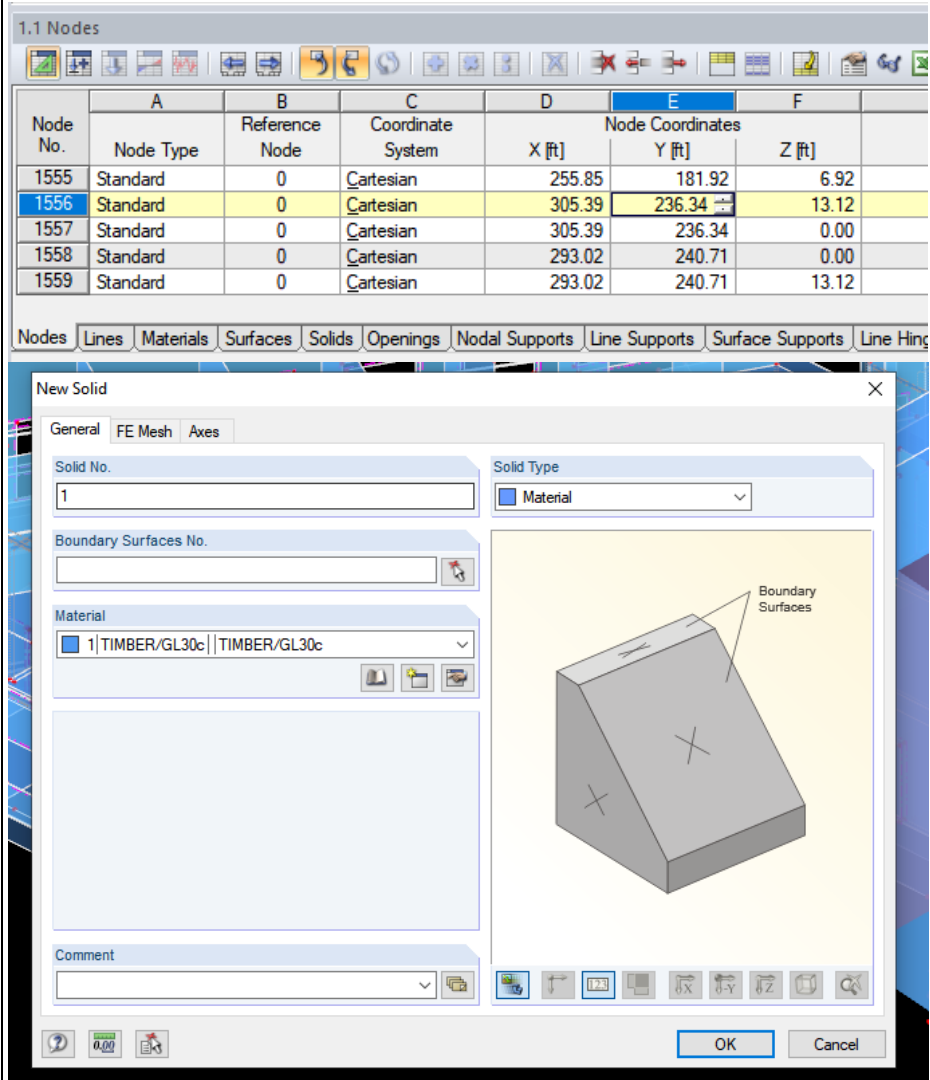 1.1 Nodes
A B C D E F
Node No. Node Type Reference Node Coordinate System Node Coordinates
X [ft] Y [ft] Z [ft]
1555 Standard 0 Cartesian 255.85 181.92 6.92
1556 Standard 0 Cartesian 305.39 236.34 13.12
1557 Standard 0 Cartesian 305.39 236.34 0.00
1558 Standard 0 Cartesian 293.02 240.71 0.00
1559 Standard 0 Cartesian 293.02 240.71 13.12
Nodes Lines Materials Surfaces Solids Openings Nodal Supports Line Supports Surface Supports Line Hing
New Solid
General FE Mesh Axes
Solid No.
1
Solid Type
Material
Boundary Surfaces No.
Material
1|TIMBER/GL30c||TIMBER/GL30c
Boundary
Surfaces
Comment
123 X -Y Z
0.00
OK Cancel